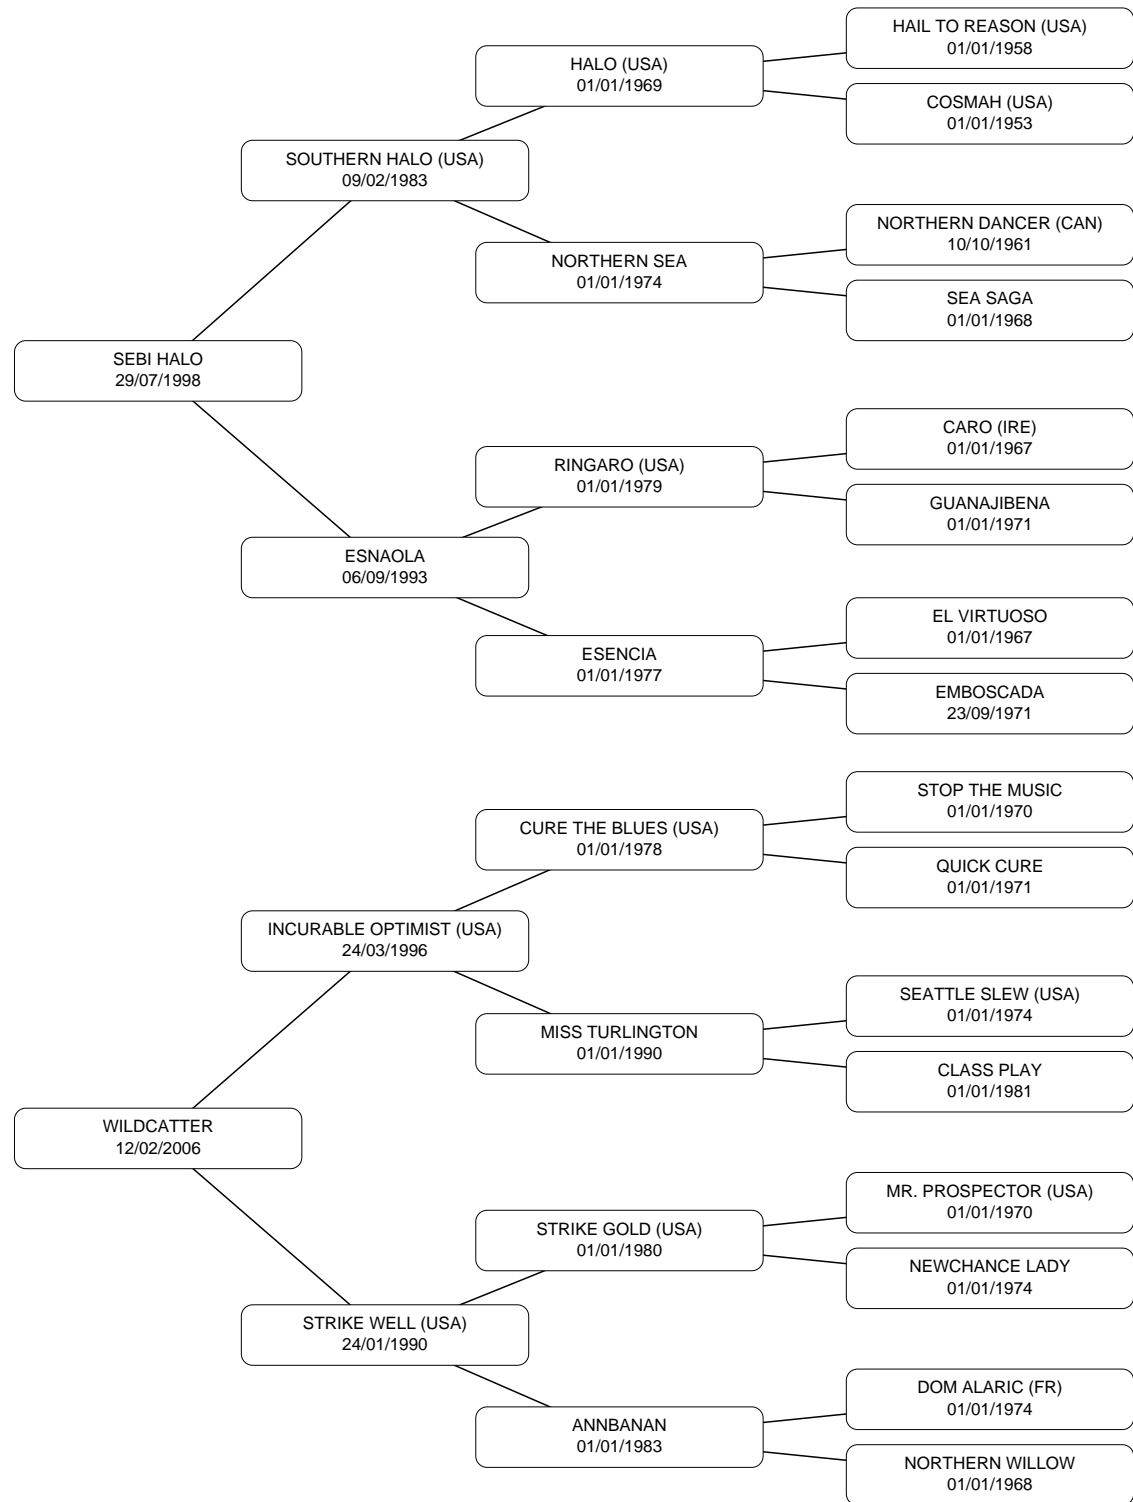 HAIL TO REASON (USA)
01/01/1958
HALO (USA)
01/01/1969
COSMAH (USA)
01/01/1953
SOUTHERN HALO (USA)
09/02/1983
NORTHERN DANCER (CAN)
10/10/1961
NORTHERN SEA
01/01/1974
SEA SAGA
01/01/1968
SEBI HALO
29/07/1998
CARO (IRE)
01/01/1967
RINGARO (USA)
01/01/1979
GUANAJIBENA
01/01/1971
ESNAOLA
06/09/1993
EL VIRTUOSO
01/01/1967
ESENCIA
01/01/1977
EMBOSCADA
23/09/1971
STOP THE MUSIC
01/01/1970
CURE THE BLUES (USA)
01/01/1978
QUICK CURE
01/01/1971
INCURABLE OPTIMIST (USA)
24/03/1996
SEATTLE SLEW (USA)
01/01/1974
MISS TURLINGTON
01/01/1990
CLASS PLAY
01/01/1981
WILDCATTER
12/02/2006
MR. PROSPECTOR (USA)
01/01/1970
STRIKE GOLD (USA)
01/01/1980
NEWCHANCE LADY
01/01/1974
STRIKE WELL (USA)
24/01/1990
DOM ALARIC (FR)
01/01/1974
ANNBANAN
01/01/1983
NORTHERN WILLOW
01/01/1968